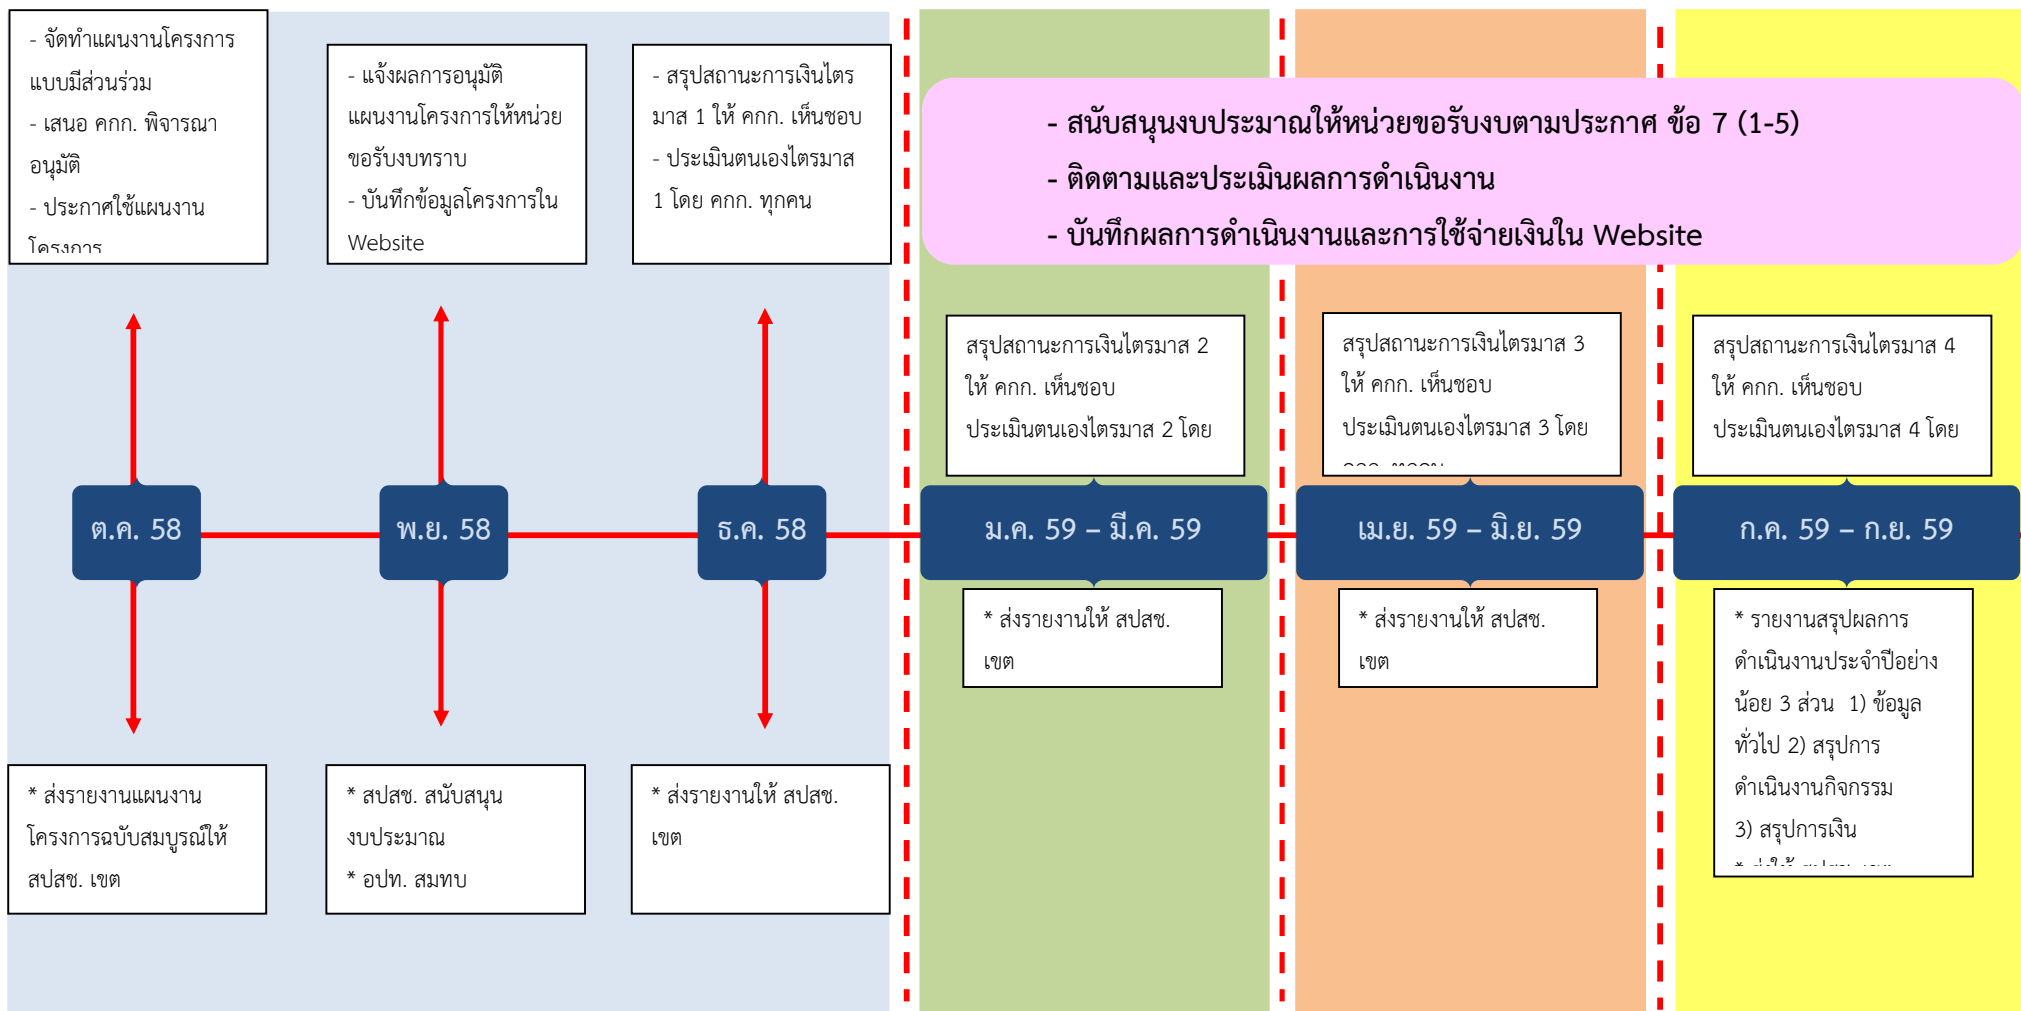 - จัดทำแผนงานโครงการ
แบบมีส่วนร่วม
- เสนอ คกก. พิจารณา
อนุมัติ
- ประกาศใช้แผนงาน
โครงการ
- แจ้งผลการอนุมัติ
แผนงานโครงการให้หน่วย
ขอรับงบทราบ
- บันทึกข้อมูลโครงการใน
Website
- สรุปสถานะการเงินไตร
มาส 1 ให้ คกก. เห็นชอบ
- ประเมินตนเองไตรมาส
1 โดย คกก. ทุกคน
- สนับสนุนงบประมาณให้หน่วยขอรับงบตามประกาศ ข้อ 7 (1-5)
- ติดตามและประเมินผลการดำเนินงาน
- บันทึกผลการดำเนินงานและการใช้จ่ายเงินใน Website
สรุปสถานะการเงินไตรมาส 2
ให้ คกก. เห็นชอบ
ประเมินตนเองไตรมาส 2 โดย
สรุปสถานะการเงินไตรมาส 3
ให้ คกก. เห็นชอบ
ประเมินตนเองไตรมาส 3 โดย
สรุปสถานะการเงินไตรมาส 4
ให้ คกก. เห็นชอบ
ประเมินตนเองไตรมาส 4 โดย
ต.ค. 58
พ.ย. 58
ธ.ค. 58
ม.ค. 59 – มี.ค. 59
เม.ย. 59 – มิ.ย. 59
ก.ค. 59 – ก.ย. 59
* ส่งรายงานแผนงาน
โครงการฉบับสมบูรณ์ให้
สปสช. เขต
* สปสช. สนับสนุน
งบประมาณ
* อปท. สมทบ
* ส่งรายงานให้ สปสช.
เขต
* ส่งรายงานให้ สปสช.
เขต
* ส่งรายงานให้ สปสช.
เขต
* รายงานสรุปผลการ
ดำเนินงานประจำปีอย่าง
น้อย 3 ส่วน 1) ข้อมูล
ทั่วไป 2) สรุปการ
ดำเนินงานกิจกรรม
3) สรุปการเงิน